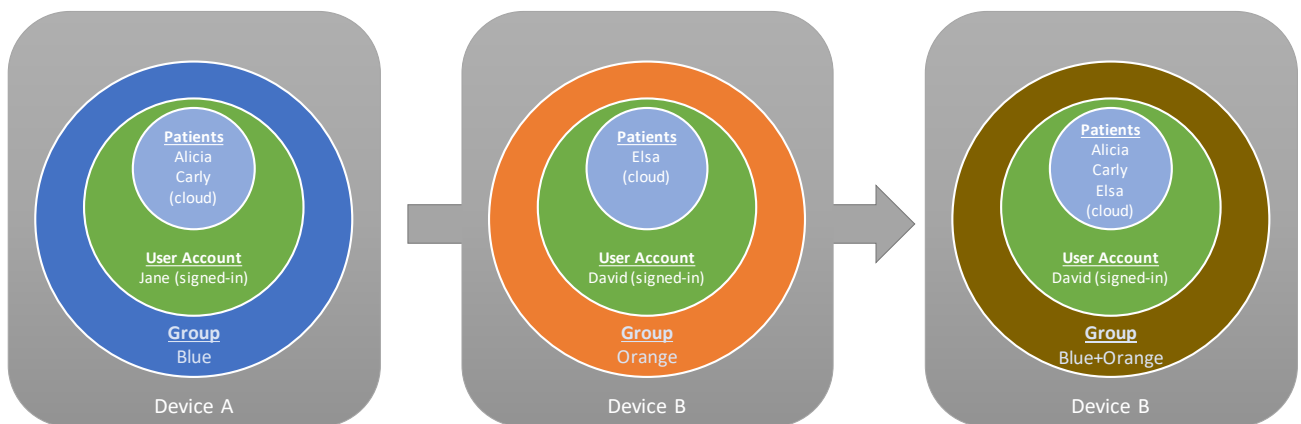 Patients
Alicia
Carly
(cloud)
User Account
Jane (signed-in)
Group
Blue
Device A
Patients
Elsa
(cloud)
User Account
David (signed-in)
Group
Orange
Device B
Patients
Alicia
Carly
Elsa
(cloud)
User Account
David (signed-in)
Group
Blue+Orange
Device B